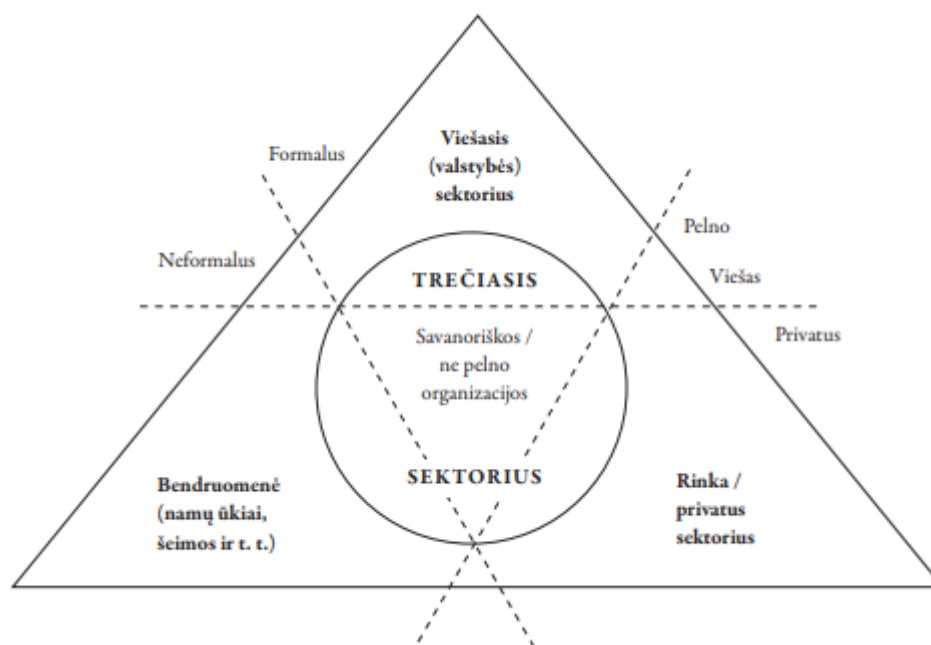 Formalus
Viešasis
(valstybės)
sektorius
Pelno
Neformalus
TREČIASIS
Viešas
Savanoriškos /
ne pelno
organizacijos
Privatus
SEKTORIUS
Bendruomenė
(namų ūkiai,
šeimos ir t. t.)
Rinka /
privatus
sektorius